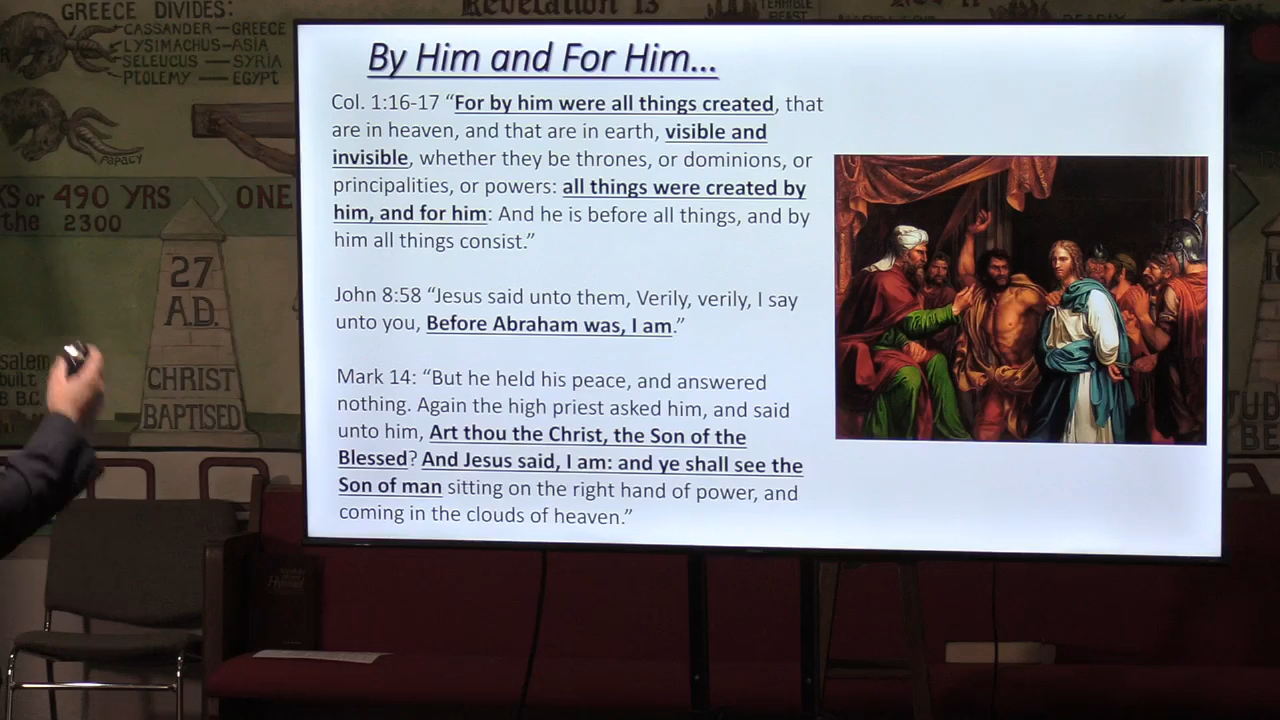 GREECE DIVIDES:
CASSANDER — GREECE
LYSIMACHUS — ASIA
SELEUCUS — SYRIA
PTOLEMY — EGYPT
PAPACY
Revelation 13
TERRIBLE
BEAST
KS or 490 YRS
ONE
the 2300
27
A.D.
CHRIST
BAPTISED
salem
built
B.C.
By Him and For Him...
Col. 1:16-17 “For by him were all things created, that
are in heaven, and that are in earth, visible and
invisible, whether they be thrones, or dominions, or
principalities, or powers: all things were created by
him, and for him: And he is before all things, and by
him all things consist.”
John 8:58 “Jesus said unto them, Verily, verily, I say
unto you, Before Abraham was, I am.”
Mark 14: “But he held his peace, and answered
nothing. Again the high priest asked him, and said
unto him, Art thou the Christ, the Son of the
Blessed? And Jesus said, I am: and ye shall see the
Son of man sitting on the right hand of power, and
coming in the clouds of heaven.”
Hymnal